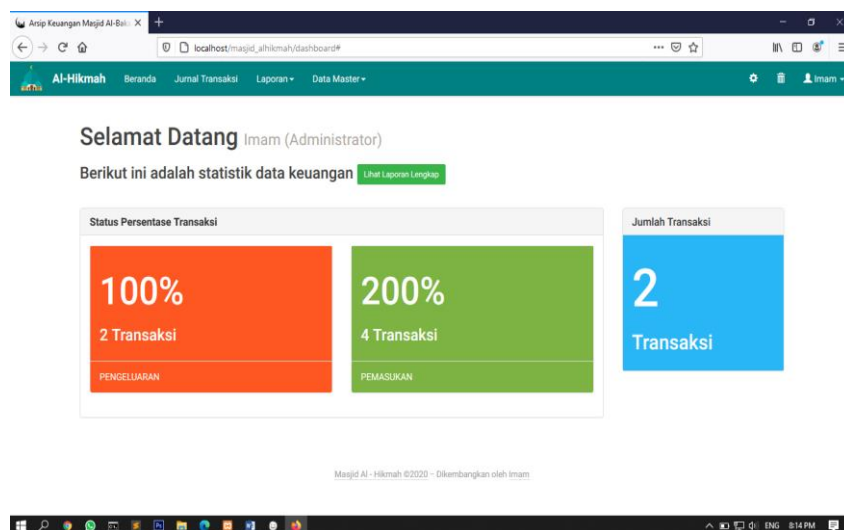 Arsip Keuangan Masjid Al-Bak
localhost/masjid_alhikmah/dashboard#
Al-Hikmah Beranda Jurnal Transaksi Laporan Data Master Imam
Selamat Datang Imam (Administrator)
Berikut ini adalah statistik data keuangan Lihat Laporan Lengkap
Status Persentase Transaksi
100%
2 Transaksi
PENGELUARAN
200%
4 Transaksi
PEMASUKAN
Jumlah Transaksi
2
Transaksi
Masjid Al - Hikmah ©2020 - Dikembangkan oleh Imam
ENG 8:14 PM